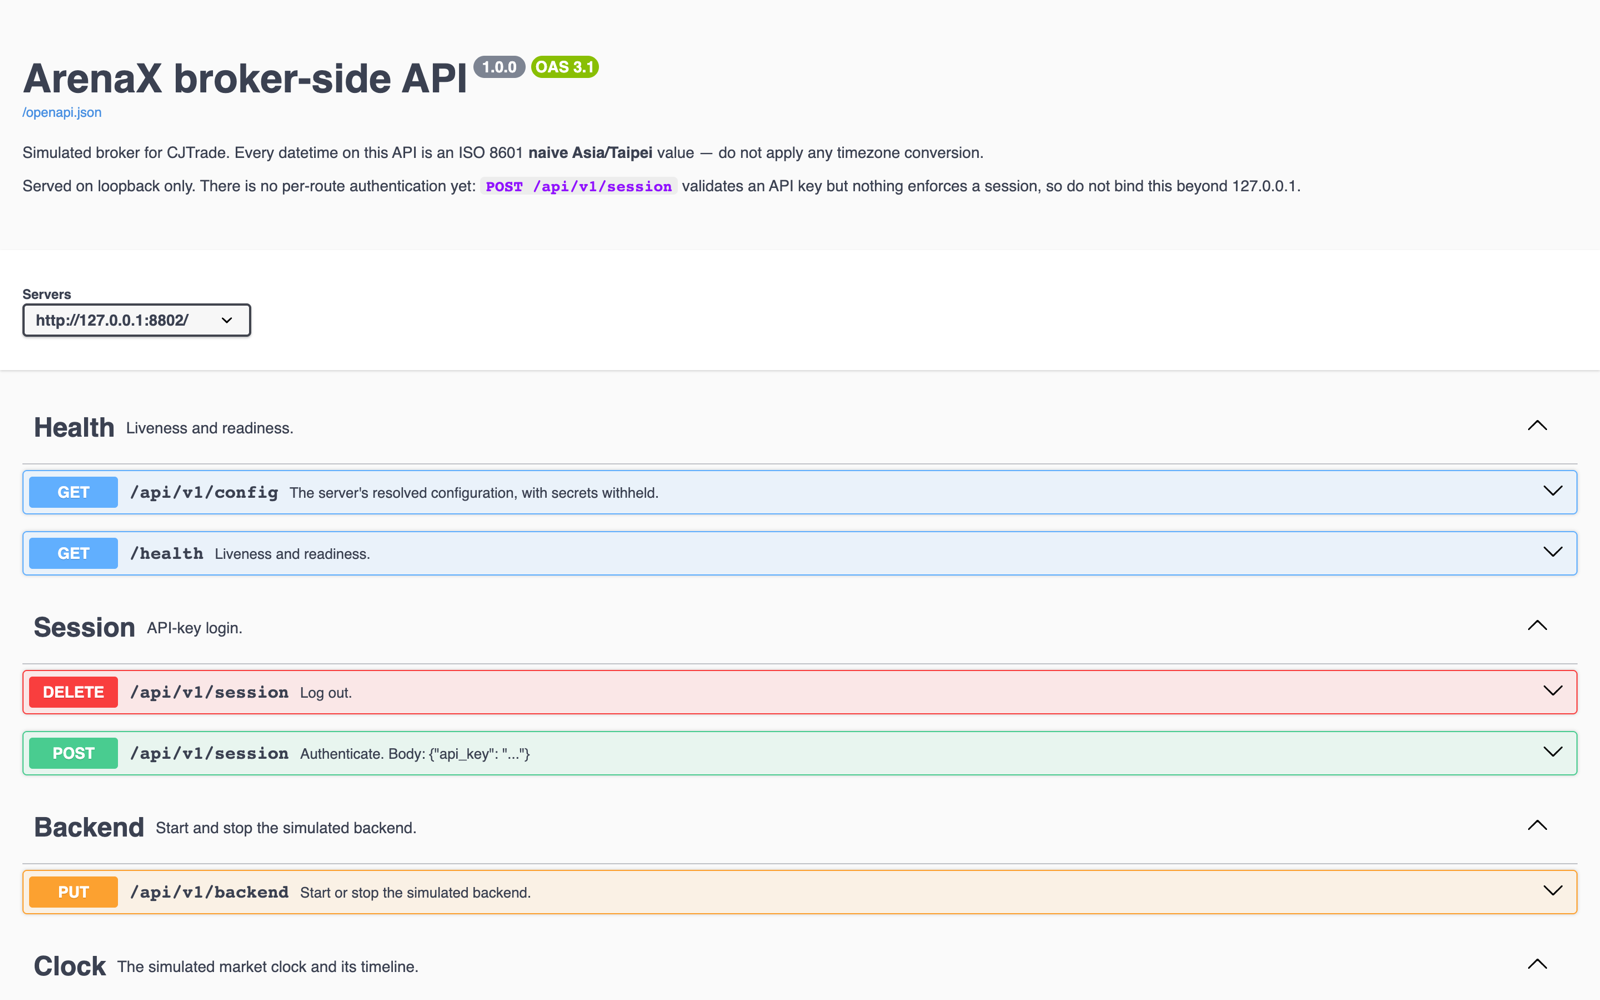 ArenaX broker-side API 1.0.0 OAS 3.1
/openapi.json
Simulated broker for CJTrade. Every datetime on this API is an ISO 8601 naive Asia/Taipei value — do not apply any timezone conversion.
Served on loopback only. There is no per-route authentication yet: POST /api/v1/session validates an API key but nothing enforces a session, so do not bind this beyond 127.0.0.1.
Servers
http://127.0.0.1:8802/
Health Liveness and readiness.
GET /api/v1/config The server's resolved configuration, with secrets withheld.
GET /health Liveness and readiness.
Session API-key login.
DELETE /api/v1/session Log out.
POST /api/v1/session Authenticate. Body: {"api_key": "..."}
Backend Start and stop the simulated backend.
PUT /api/v1/backend Start or stop the simulated backend.
Clock The simulated market clock and its timeline.